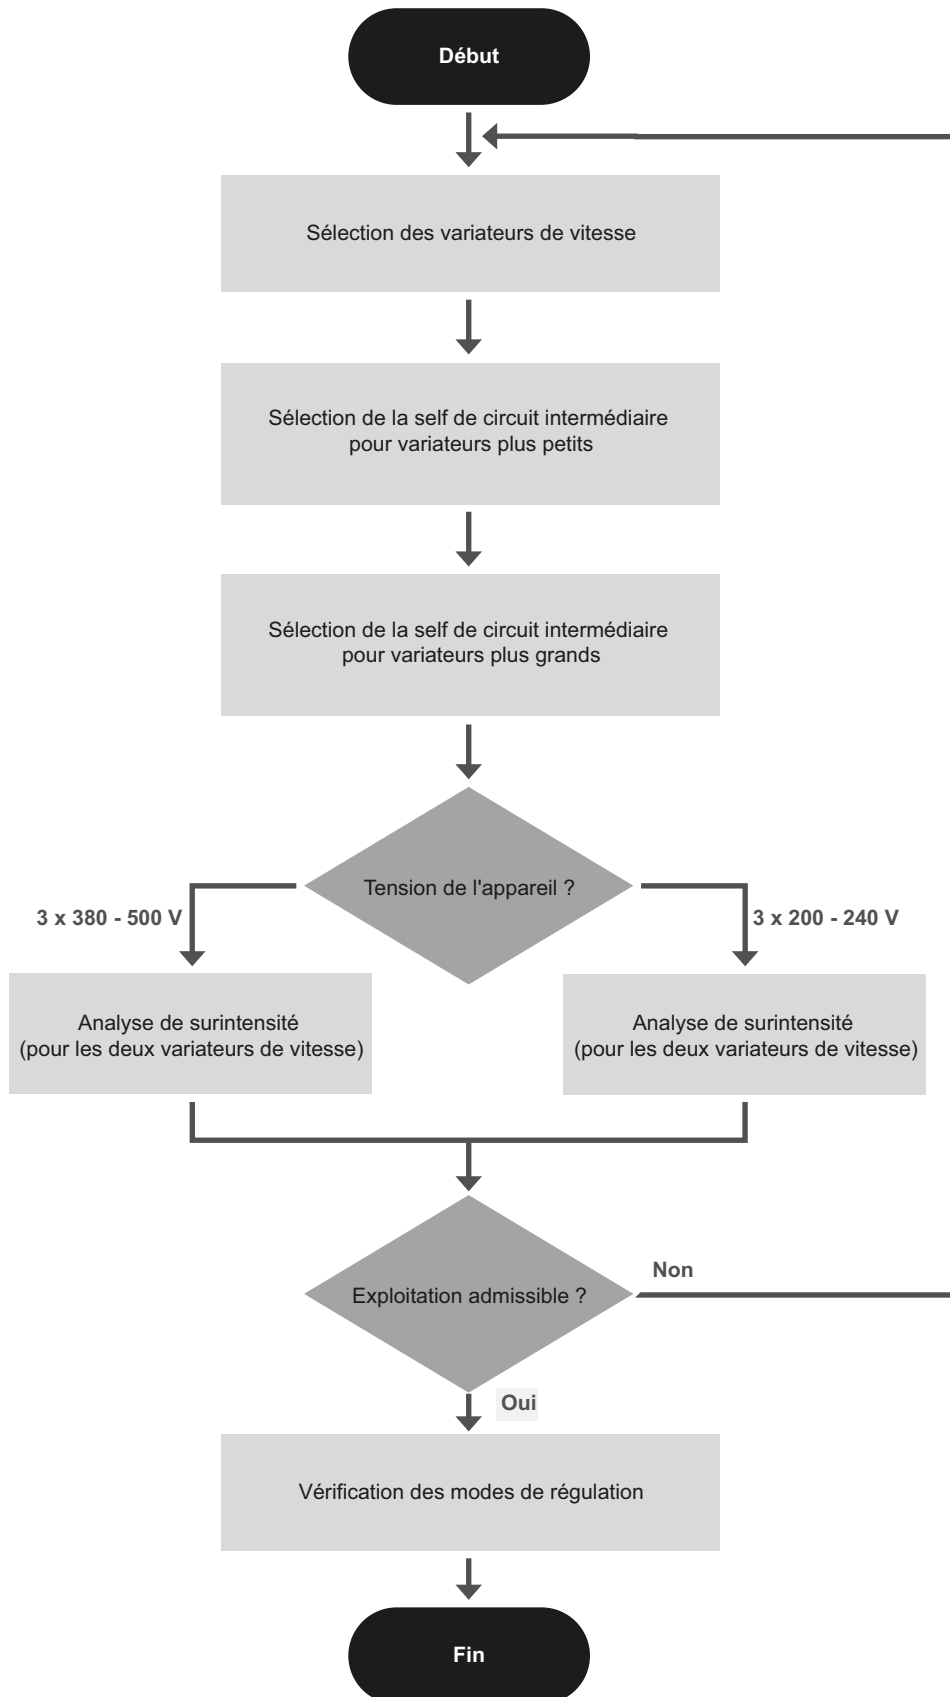 Début
Sélection des variateurs de vitesse
Sélection de la self de circuit intermédiaire
pour variateurs plus petits
Sélection de la self de circuit intermédiaire
pour variateurs plus grands
Tension de l'appareil ?
3 x 380 - 500 V
3 x 200 - 240 V
Analyse de surintensité
(pour les deux variateurs de vitesse)
Analyse de surintensité
(pour les deux variateurs de vitesse)
Exploitation admissible ?
Non
Oui
Vérification des modes de régulation
Fin